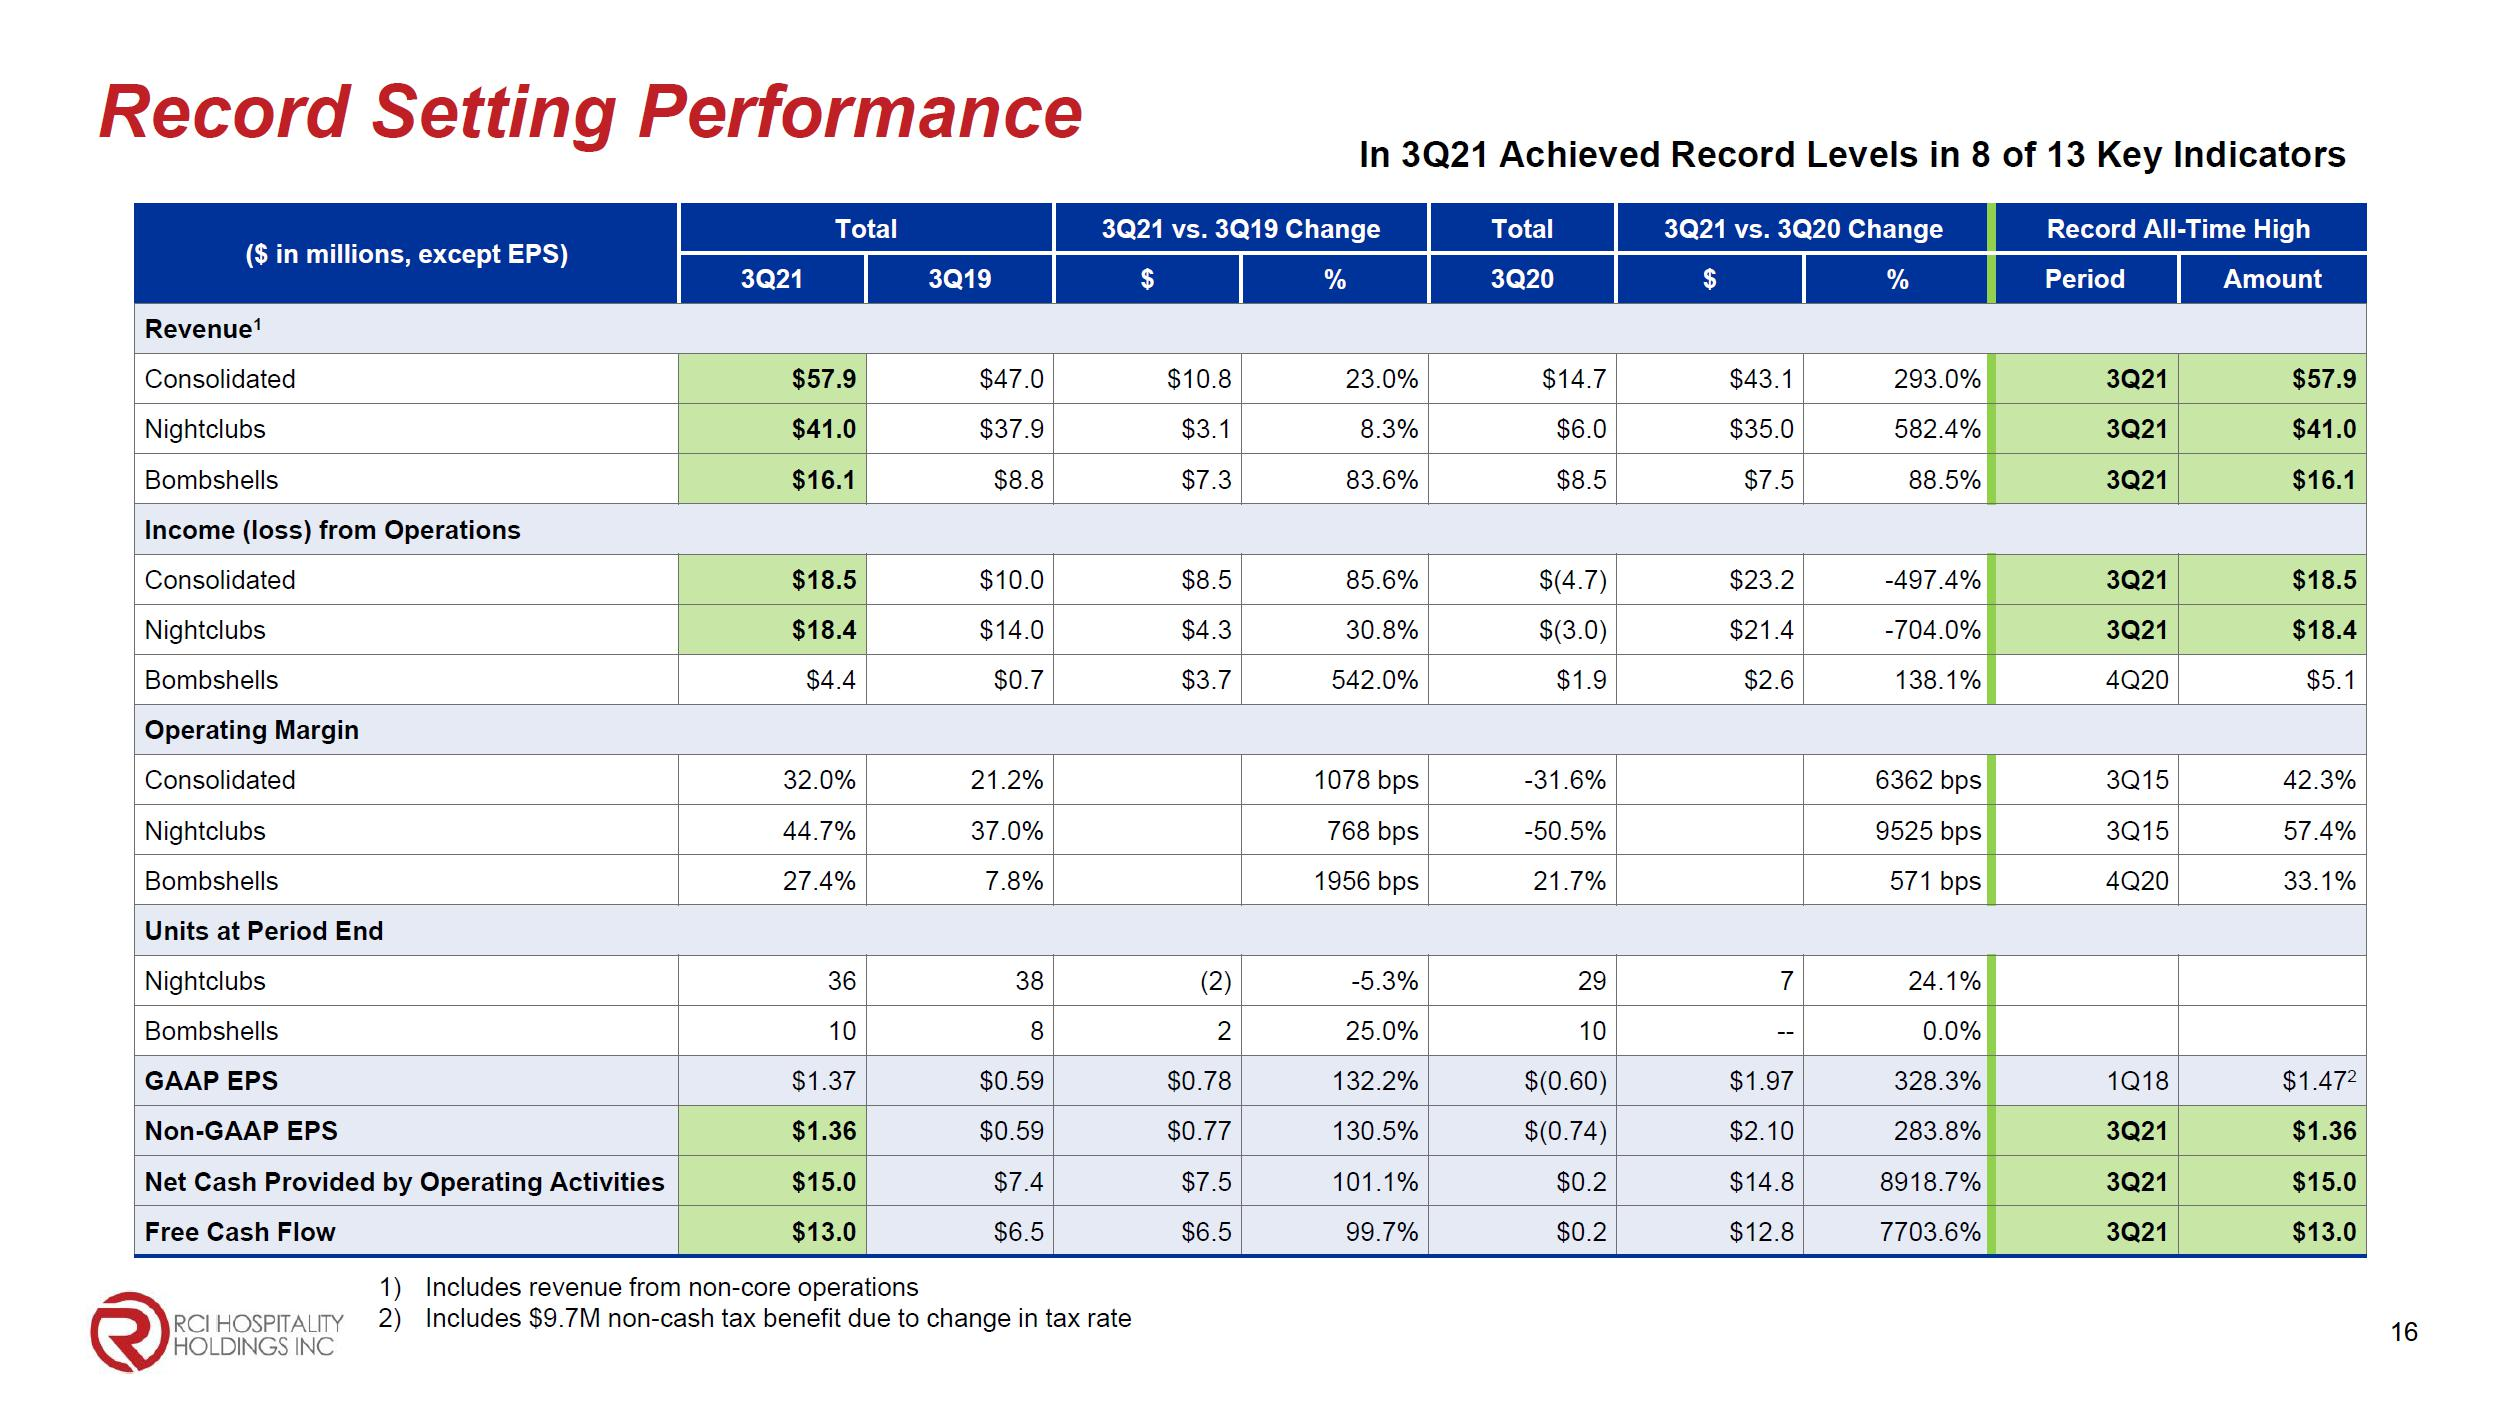 Record Setting Performance
In 3Q21 Achieved Record Levels in 8 of 13 Key Indicators
($ in millions, except EPS) Total 3Q21 vs. 3Q19 Change Total 3Q21 vs. 3Q20 Change Record All-Time High
3Q21 3Q19 $ % 3Q20 $ % Period Amount
Revenue¹
Consolidated $57.9 $47.0 $10.8 23.0% $14.7 $43.1 293.0% 3Q21 $57.9
Nightclubs $41.0 $37.9 $3.1 8.3% $6.0 $35.0 582.4% 3Q21 $41.0
Bombshells $16.1 $8.8 $7.3 83.6% $8.5 $7.5 88.5% 3Q21 $16.1
Income (loss) from Operations
Consolidated $18.5 $10.0 $8.5 85.6% $(4.7) $23.2 -497.4% 3Q21 $18.5
Nightclubs $18.4 $14.0 $4.3 30.8% $(3.0) $21.4 -704.0% 3Q21 $18.4
Bombshells $4.4 $0.7 $3.7 542.0% $1.9 $2.6 138.1% 4Q20 $5.1
Operating Margin
Consolidated 32.0% 21.2% 1078 bps -31.6% 6362 bps 3Q15 42.3%
Nightclubs 44.7% 37.0% 768 bps -50.5% 9525 bps 3Q15 57.4%
Bombshells 27.4% 7.8% 1956 bps 21.7% 571 bps 4Q20 33.1%
Units at Period End
Nightclubs 36 38 (2) -5.3% 29 7 24.1%
Bombshells 10 8 2 25.0% 10 -- 0.0%
GAAP EPS $1.37 $0.59 $0.78 132.2% $(0.60) $1.97 328.3% 1Q18 $1.47²
Non-GAAP EPS $1.36 $0.59 $0.77 130.5% $(0.74) $2.10 283.8% 3Q21 $1.36
Net Cash Provided by Operating Activities $15.0 $7.4 $7.5 101.1% $0.2 $14.8 8918.7% 3Q21 $15.0
Free Cash Flow $13.0 $6.5 $6.5 99.7% $0.2 $12.8 7703.6% 3Q21 $13.0
1) Includes revenue from non-core operations
2) Includes $9.7M non-cash tax benefit due to change in tax rate
RCI HOSPITALITY
HOLDINGS INC
16